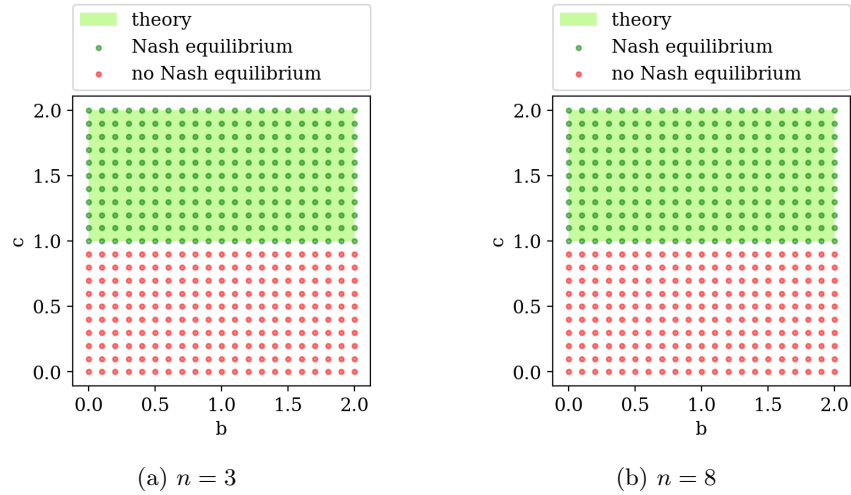 theory
Nash equilibrium
no Nash equilibrium
2.0
1.5
1.0
0.5
0.0
c
0.0 0.5 1.0 1.5 2.0
b
(a) n = 3
theory
Nash equilibrium
no Nash equilibrium
2.0
1.5
1.0
0.5
0.0
c
0.0 0.5 1.0 1.5 2.0
b
(b) n = 8